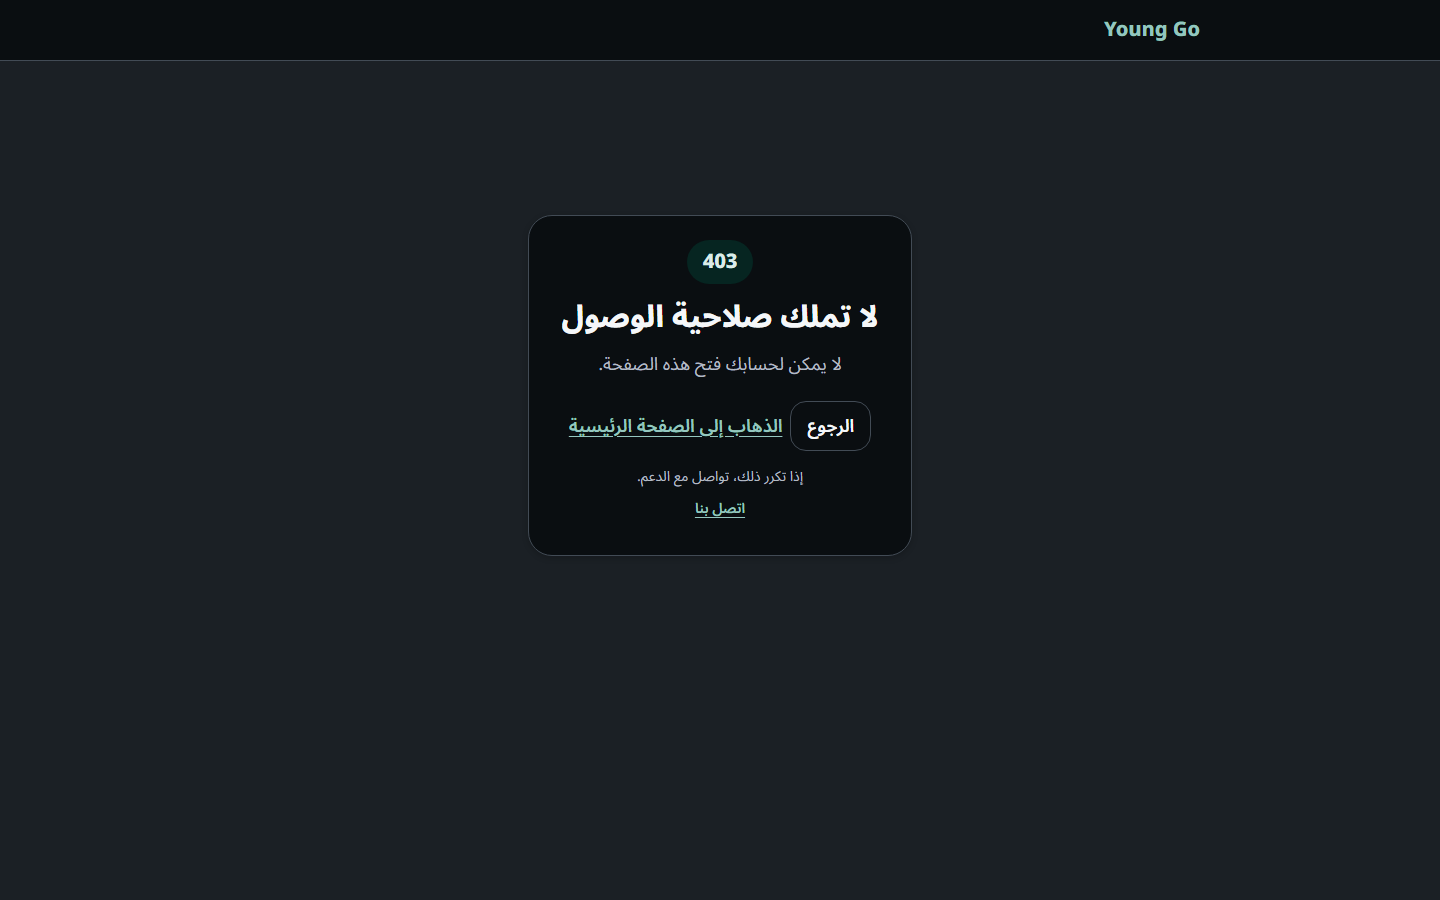 Young Go
403
لا تملك صلاحية الوصول
لا يمكن لحسابك فتح هذه الصفحة.
الرجوع الذهاب إلى الصفحة الرئيسية
إذا تكرر ذلك، تواصل مع الدعم.
اتصل بنا